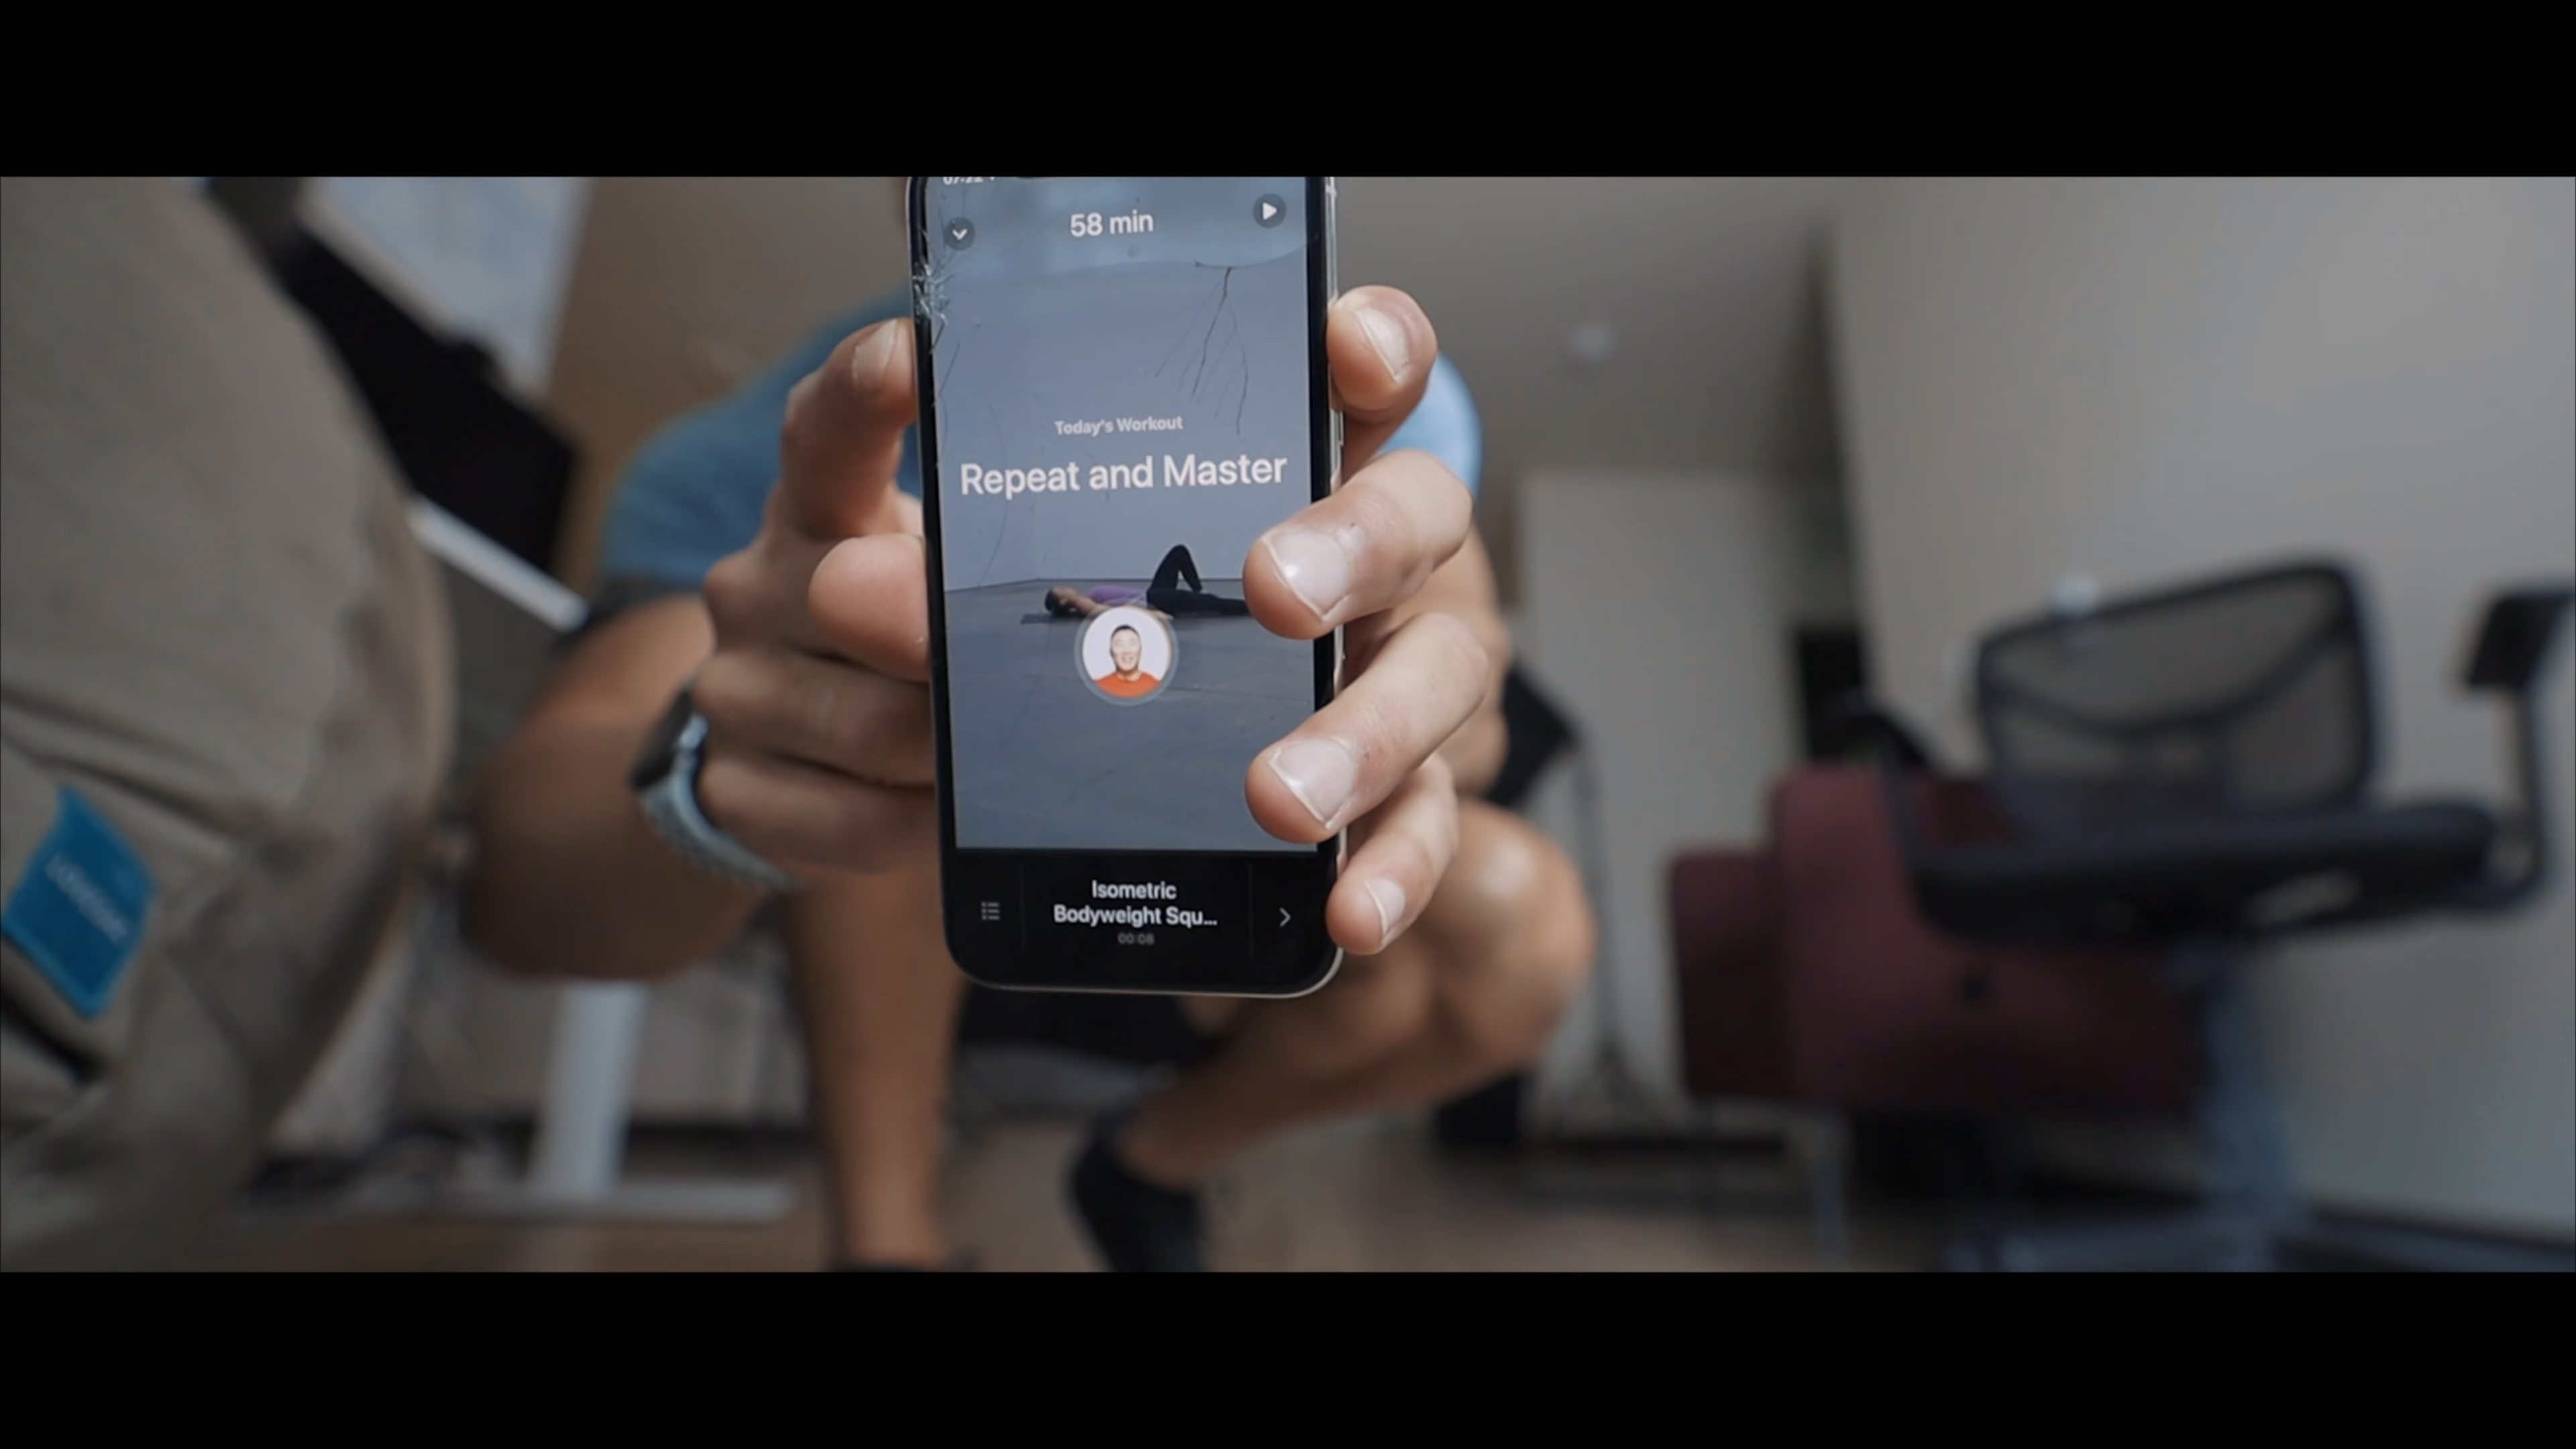 58 min
Today's Workout
Repeat and Master
Isometric
Bodyweight Squ...
00:08